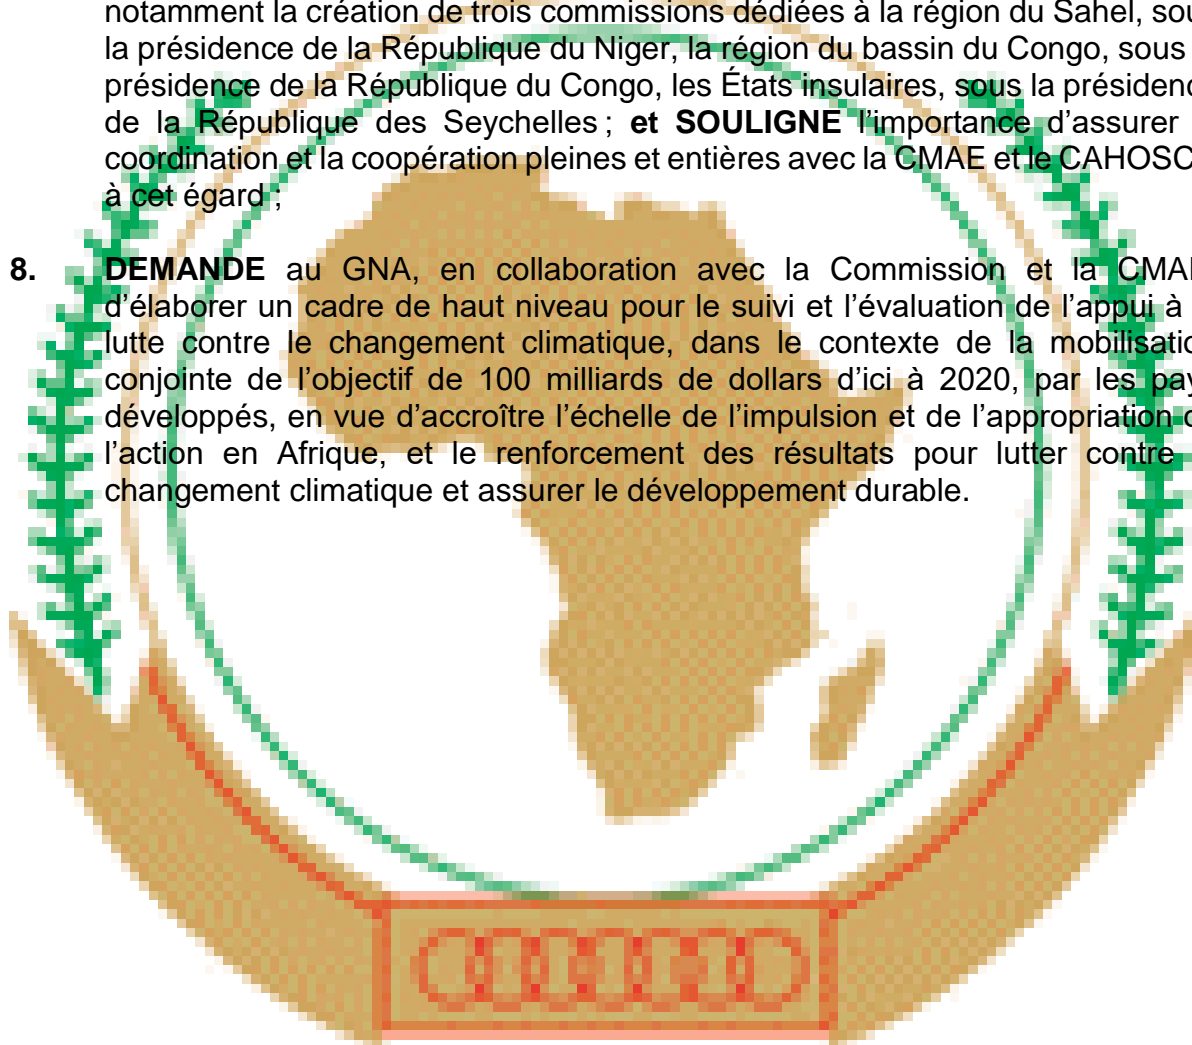 notamment la création de trois commissions dédiées à la région du Sahel, sou
la présidence de la République du Niger, la région du bassin du Congo, sous
présidence de la République du Congo, les États insulaires, sous la présidenc
de la République des Seychelles ; et SOULIGNE l’importance d’assurer
coordination et la coopération pleines et entières avec la CMAE et le CAHOSC
à cet égard ;
8. DEMANDE au GNA, en collaboration avec la Commission et la CMAE
d’élaborer un cadre de haut niveau pour le suivi et l’évaluation de l’appui à
lutte contre le changement climatique, dans le contexte de la mobilisatio
conjointe de l’objectif de 100 milliards de dollars d’ici à 2020, par les pay
développés, en vue d’accroître l’échelle de l’impulsion et de l’appropriation d
l’action en Afrique, et le renforcement des résultats pour lutter contre
changement climatique et assurer le développement durable.